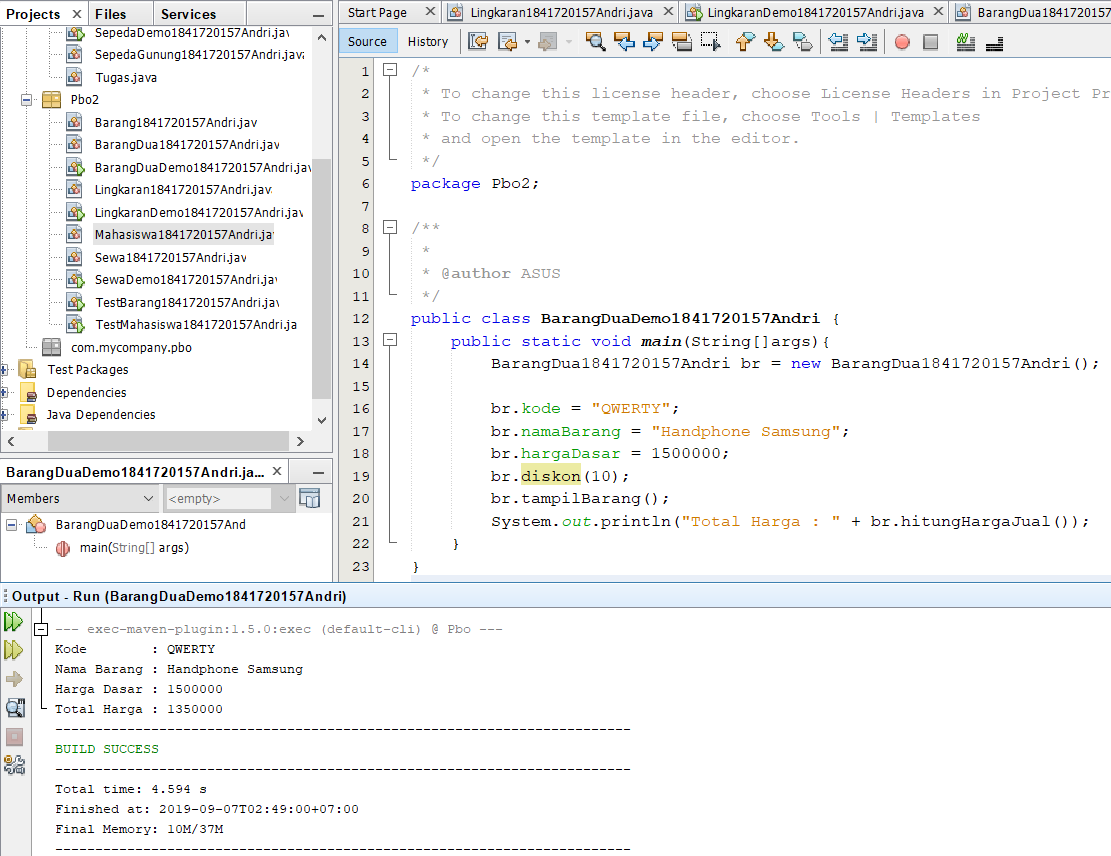 Projects
Files
Services
SepedaDemo1841720157Andri.jav
SepedaGunung1841720157Andri.java
Tugas.java
Pbo2
Barang1841720157Andri.jav
BarangDua1841720157Andri.jav
BarangDuaDemo1841720157Andri.jav
Lingkaran1841720157Andri.jav
LingkaranDemo1841720157Andri.jav
Mahasiswa1841720157Andri.jav
Sewa1841720157Andri.jav
SewaDemo1841720157Andri.jav
TestBarang1841720157Andri.jav
TestMahasiswa1841720157Andri.ja
com.mycompany.pbo
Test Packages
Dependencies
Java Dependencies
BarangDuaDemo1841720157Andri.ja...
Members
<empty>
BarangDuaDemo1841720157And
main(String[] args)
Start Page
Lingkaran1841720157Andri.java
LingkaranDemo1841720157Andri.java
BarangDua1841720157
Source
History
1 /*
2 * To change this license header, choose License Headers in Project Pr
3 * To change this template file, choose Tools | Templates
4 * and open the template in the editor.
5 */
6 package Pbo2;
7
8 /**
9 *
10 * @author ASUS
11 */
12 public class BarangDuaDemo1841720157Andri {
13 public static void main(String[]args){
14 BarangDua1841720157Andri br = new BarangDua1841720157Andri();
15
16 br.kode = "QWERTY";
17 br.namaBarang = "Handphone Samsung";
18 br.hargaDasar = 1500000;
19 br.diskon(10);
20 br.tampilBarang();
21 System.out.println("Total Harga : " + br.hitungHargaJual());
22 }
23 }
Output - Run (BarangDuaDemo1841720157Andri)
--- exec-maven-plugin:1.5.0:exec (default-cli) @ Pbo ---
Kode : QWERTY
Nama Barang : Handphone Samsung
Harga Dasar : 1500000
Total Harga : 1350000
------------------------------------------------------------------------
BUILD SUCCESS
------------------------------------------------------------------------
Total time: 4.594 s
Finished at: 2019-09-07T02:49:00+07:00
Final Memory: 10M/37M
------------------------------------------------------------------------